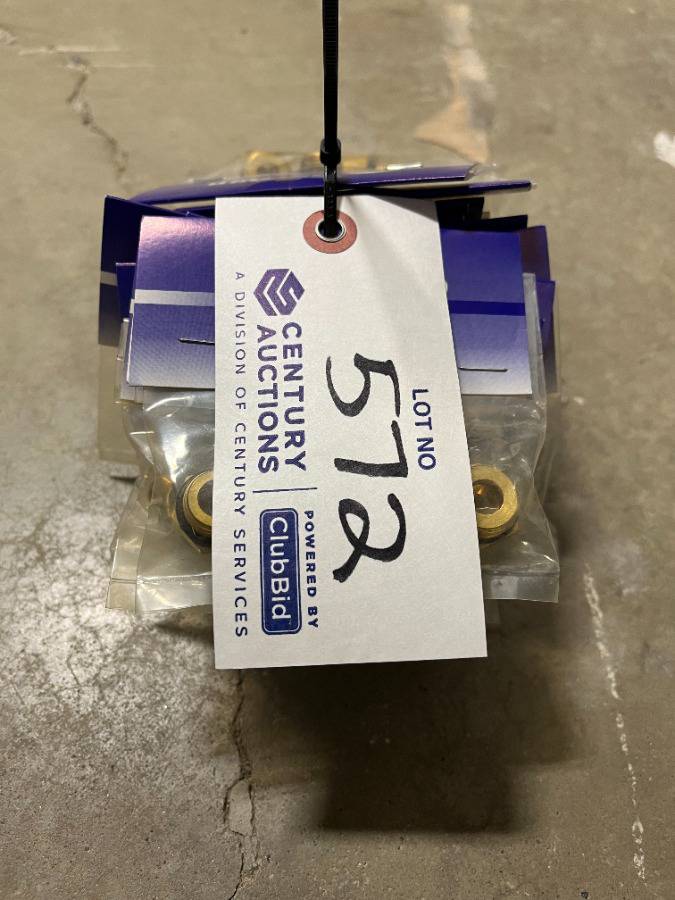 LOT NO
572
CENTURY
AUCTIONS
A DIVISION OF CENTURY SERVICES
POWERED BY
ClubBid